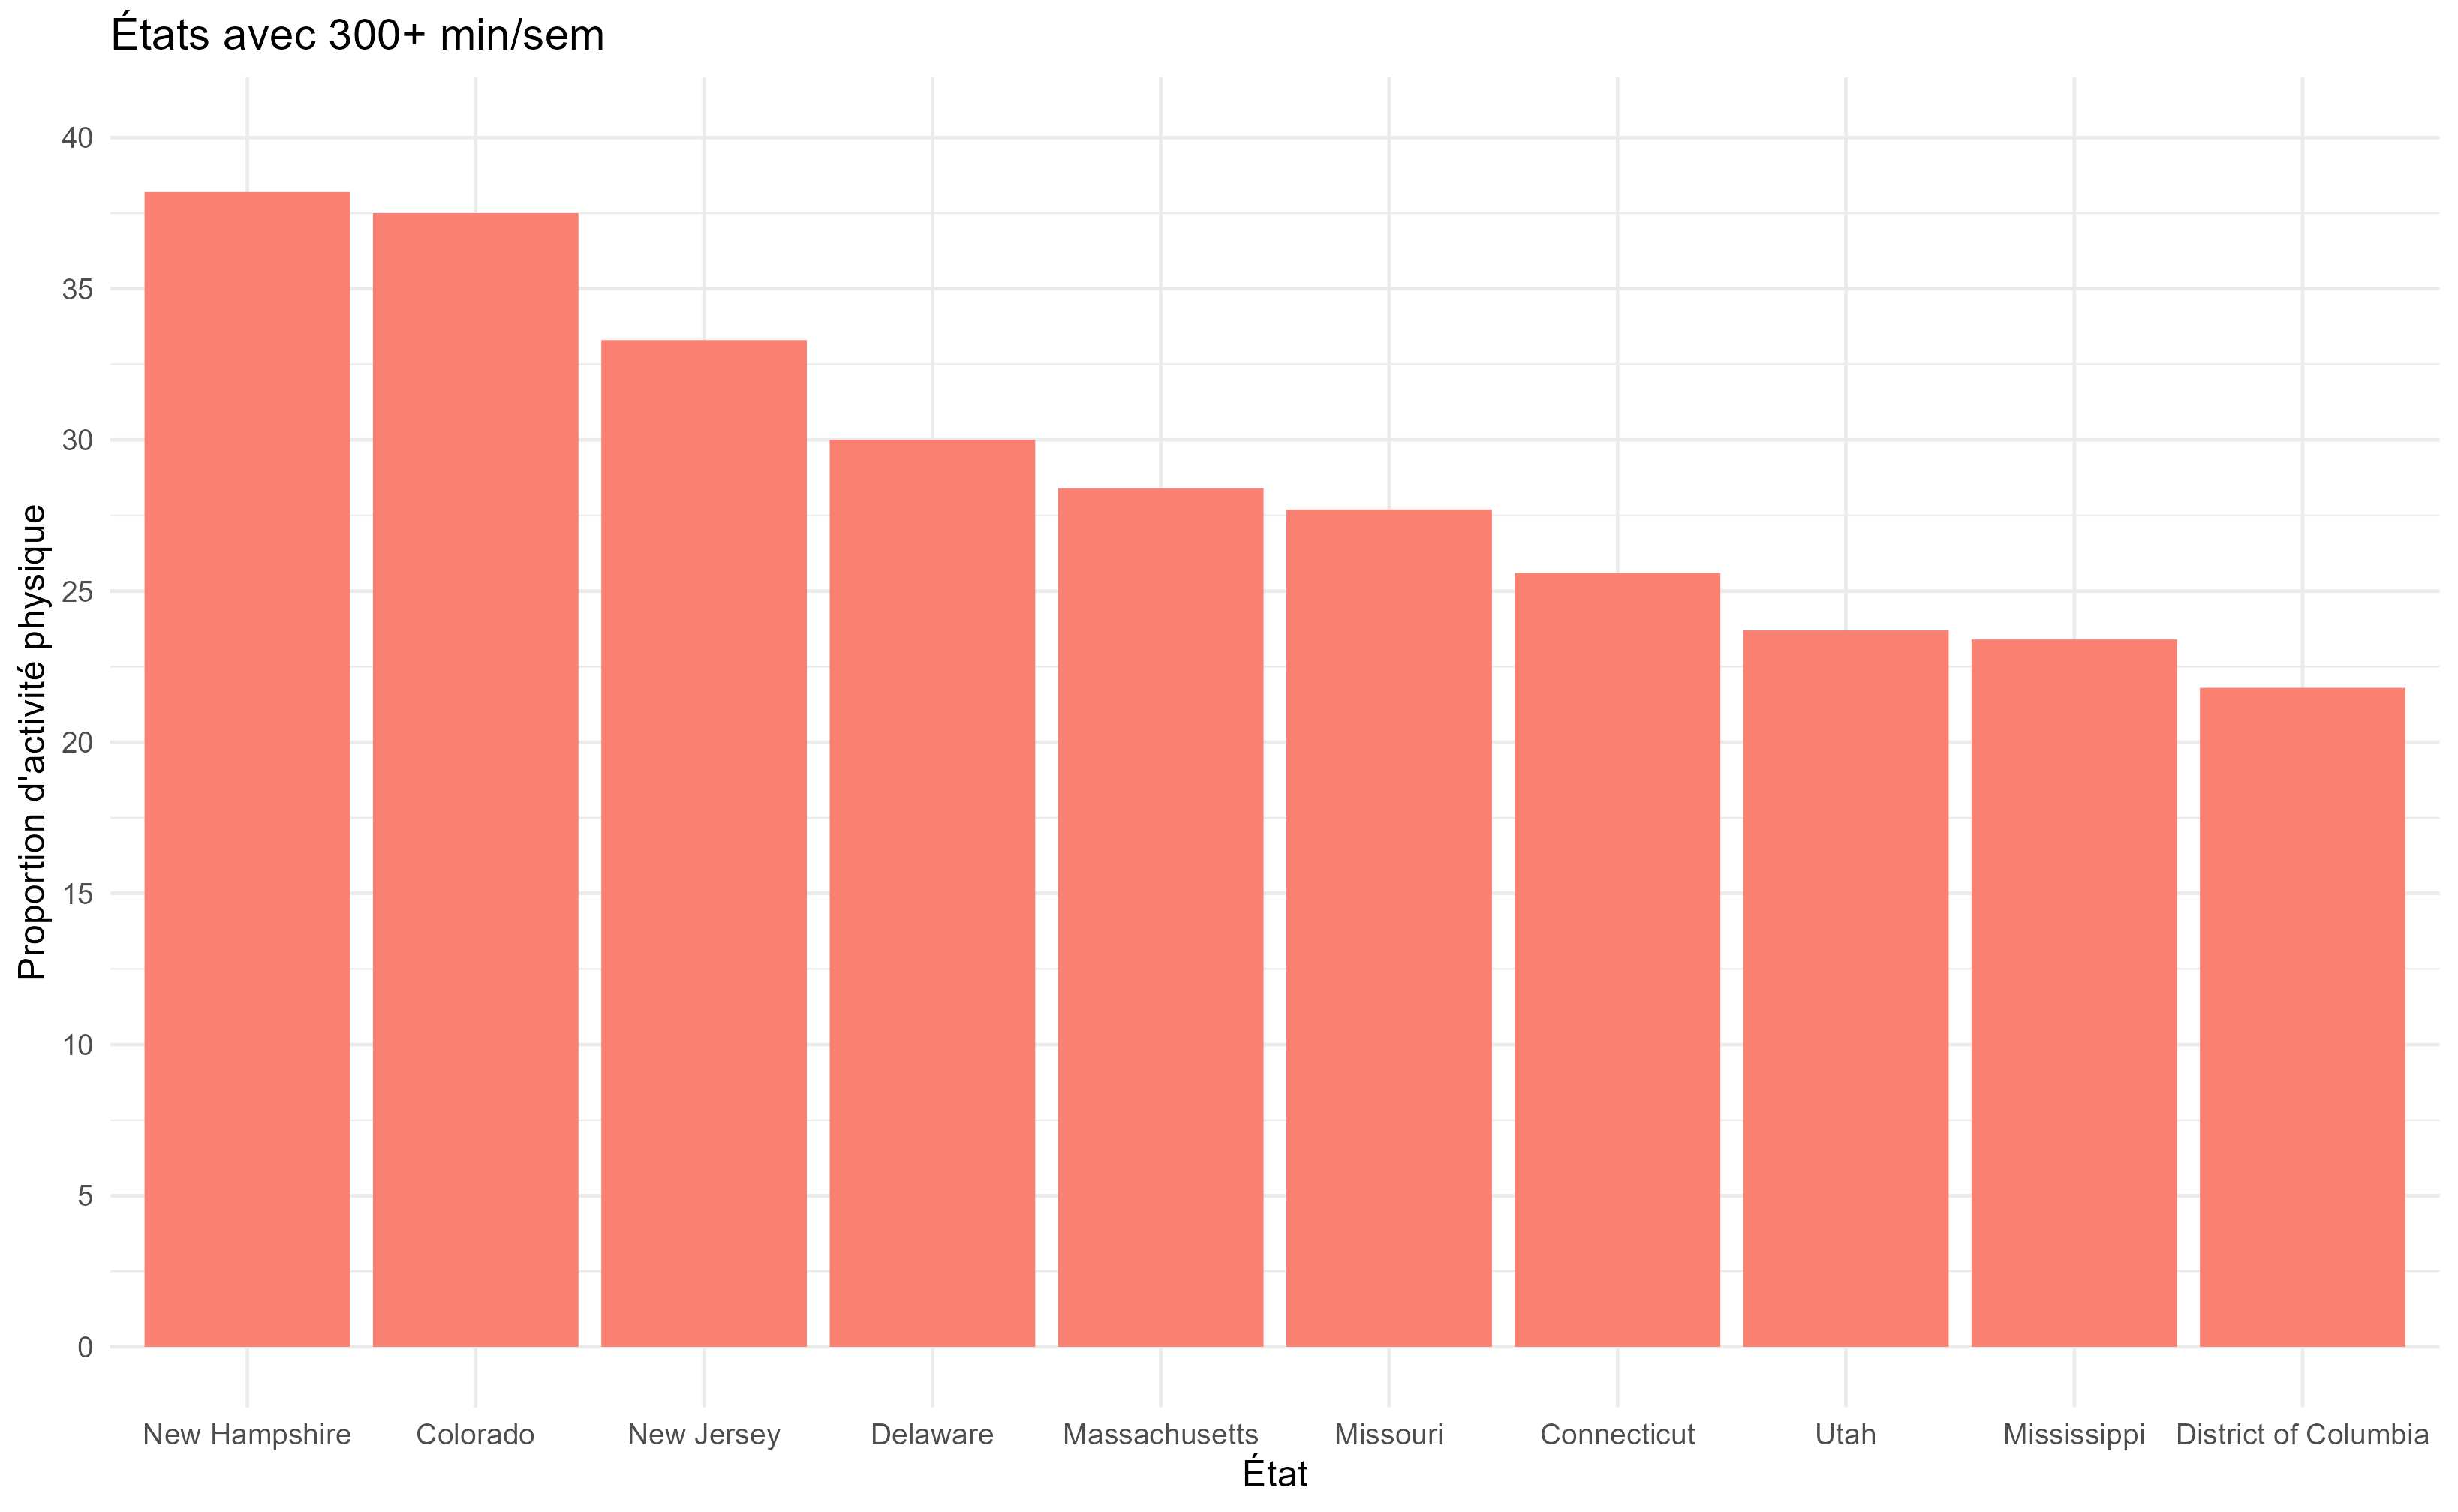 États avec 300+ min/sem
Proportion d'activité physique
40
35
30
25
20
15
10
5
0
New Hampshire
Colorado
New Jersey
Delaware
Massachusetts
Missouri
Connecticut
Utah
Mississippi
District of Columbia
État